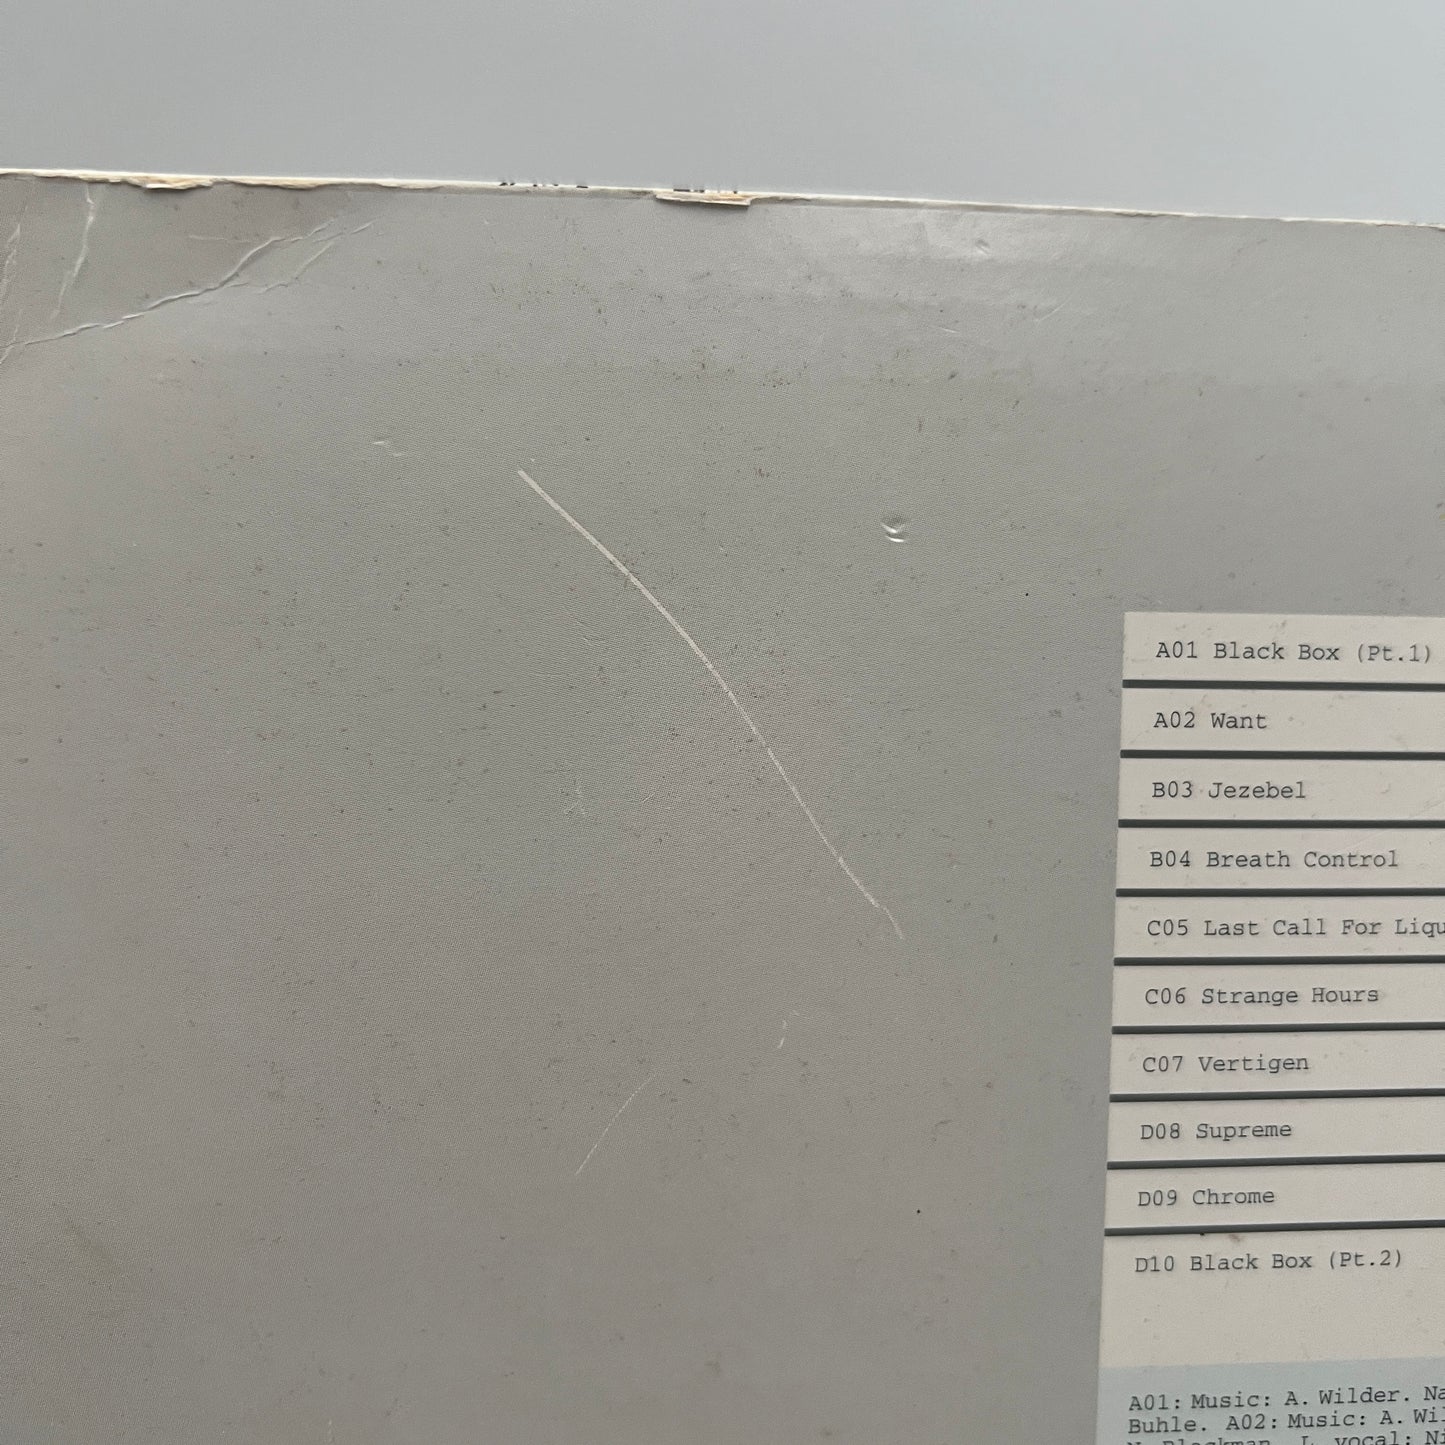 A01 Black Box (Pt.1)
A02 Want
B03 Jezebel
B04 Breath Control
C05 Last Call For
C06 Strange Hours
C07 Vertigen
D08 Supreme
D09 Chrome
D10 Black Box (Pt.2)
A01: Music: A. Wilder.
Buhle. A02: Music: A.
vocal: